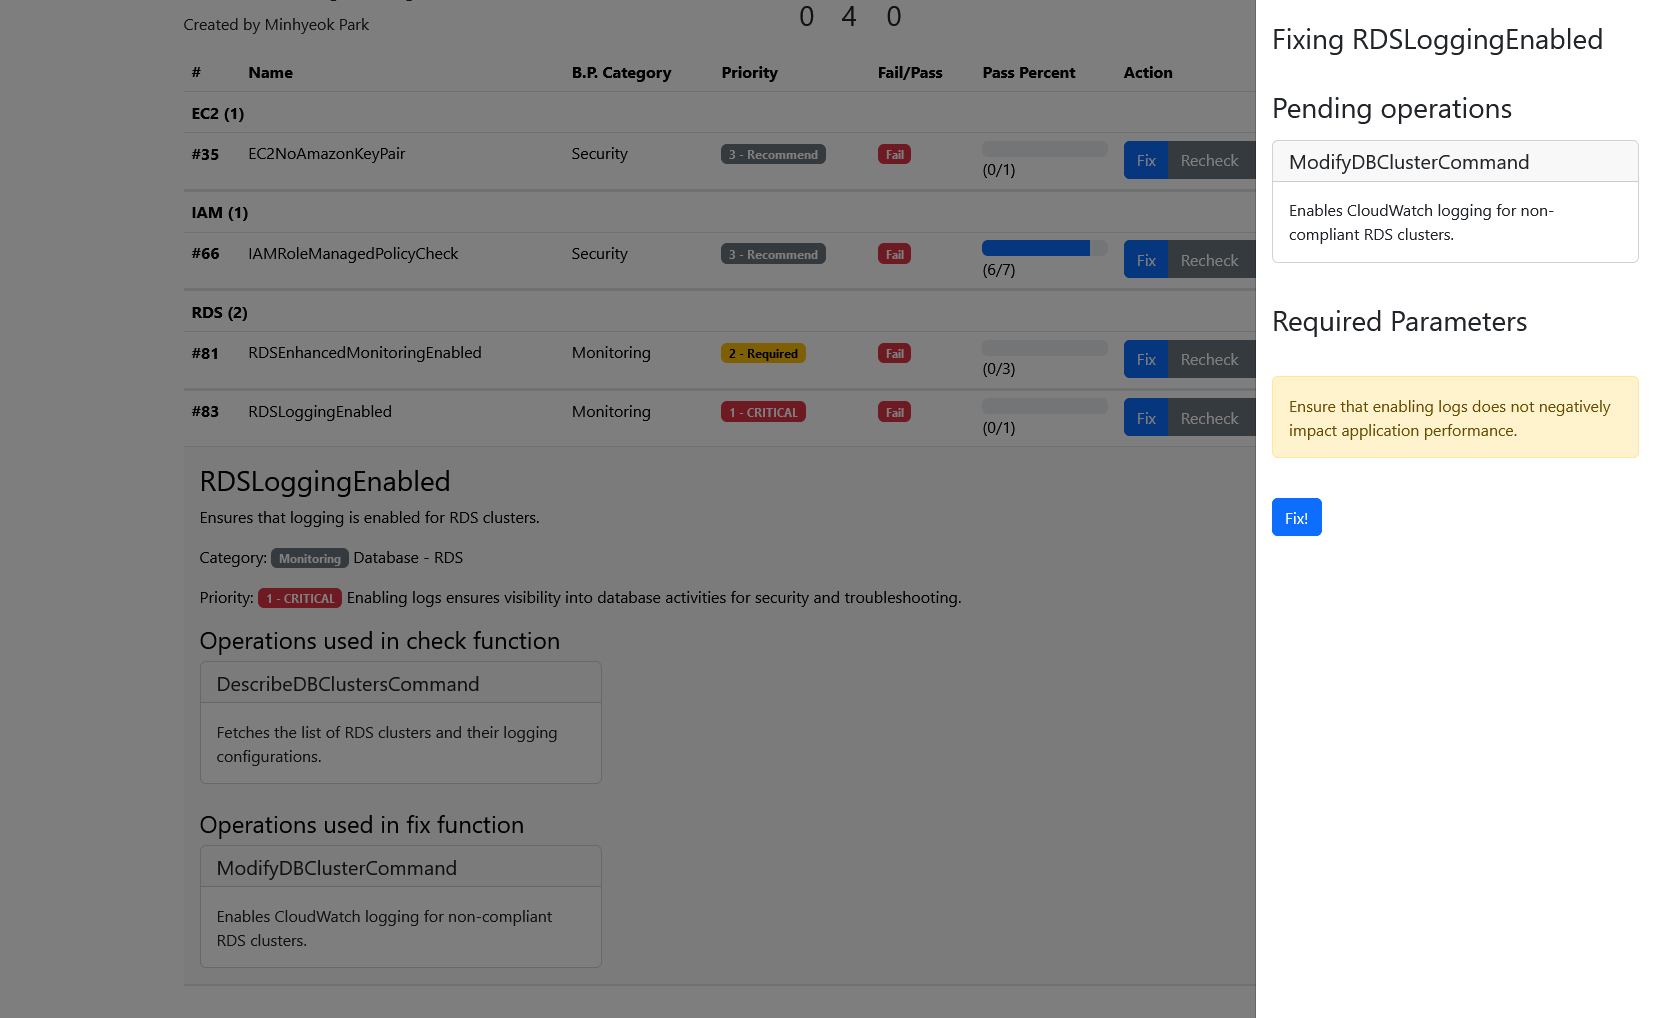 Created by Minhyeok Park
0 4 0
# Name B.P. Category Priority Fail/Pass Pass Percent Action
EC2 (1)
#35 EC2NoAmazonKeyPair Security 3 - Recommend Fail (0/1) Fix Recheck
IAM (1)
#66 IAMRoleManagedPolicyCheck Security 3 - Recommend Fail (6/7) Fix Recheck
RDS (2)
#81 RDSEnhancedMonitoringEnabled Monitoring 2 - Required Fail (0/3) Fix Recheck
#83 RDSLoggingEnabled Monitoring 1 - CRITICAL Fail (0/1) Fix Recheck
RDSLoggingEnabled
Ensures that logging is enabled for RDS clusters.
Category: Monitoring Database - RDS
Priority: 1 - CRITICAL Enabling logs ensures visibility into database activities for security and troubleshooting.
Operations used in check function
DescribeDBClustersCommand
Fetches the list of RDS clusters and their logging
configurations.
Operations used in fix function
ModifyDBClusterCommand
Enables CloudWatch logging for non-compliant
RDS clusters.
Fixing RDSLoggingEnabled
Pending operations
ModifyDBClusterCommand
Enables CloudWatch logging for non-
compliant RDS clusters.
Required Parameters
Ensure that enabling logs does not negatively
impact application performance.
Fix!